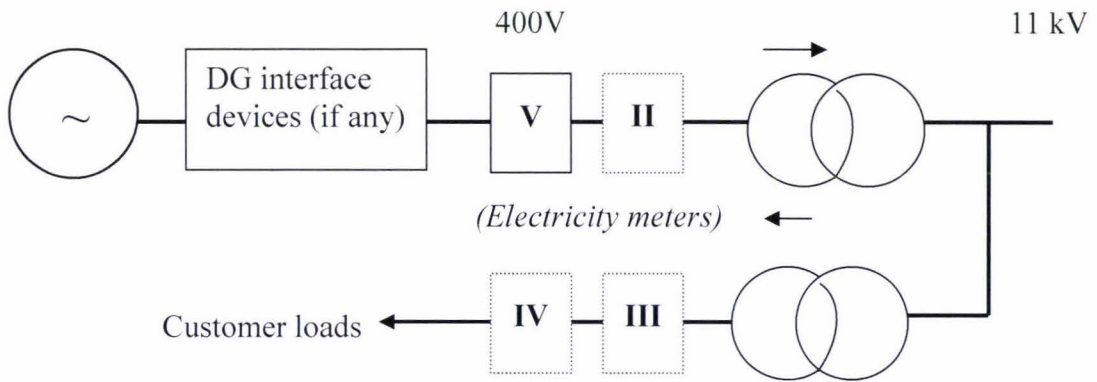 400V
11 kV
~
DG interface
devices (if any)
V
II
(Electricity meters)
IV
III
Customer loads